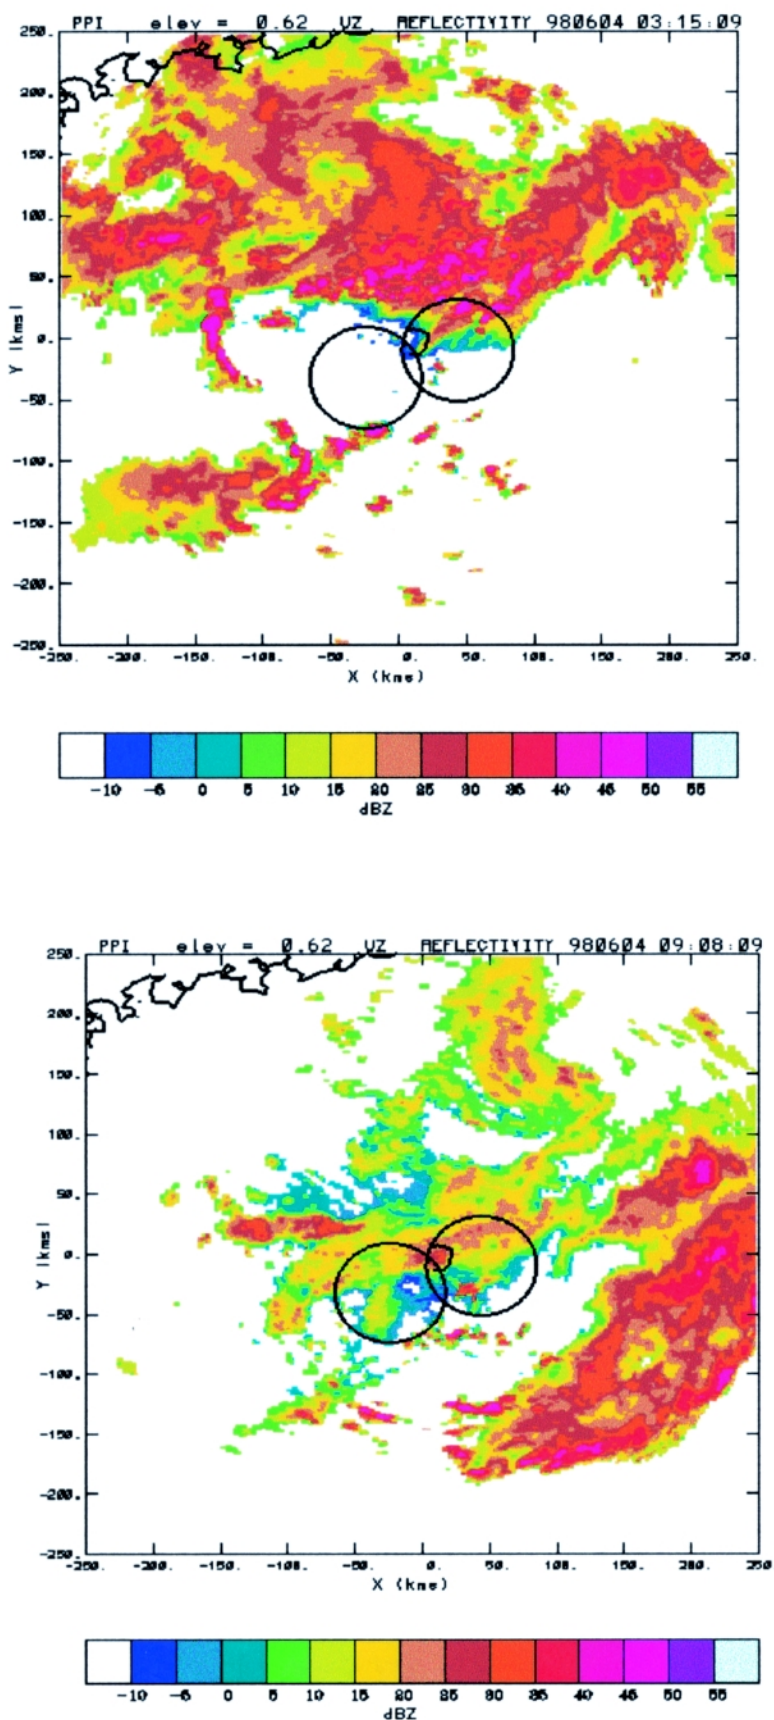 PPI elev = 0.62 UZ REFLECTIVITY 980604 03:15:09
250.
200.
150.
100.
50.
0.
-50.
-100.
-150.
-200.
-250.
Y (kms)
-250. -200. -150. -100. -50. 0. 50. 100. 150. 200. 250.
X (kms)
-10 -5 0 5 10 15 20 25 30 35 40 45 50 55
dBZ
PPI elev = 0.62 UZ REFLECTIVITY 980604 09:08:09
250.
200.
150.
100.
50.
0.
-50.
-100.
-150.
-200.
-250.
Y (kms)
-250. -200. -150. -100. -50. 0. 50. 100. 150. 200. 250.
X (kms)
-10 -5 0 5 10 15 20 25 30 35 40 45 50 55
dBZ